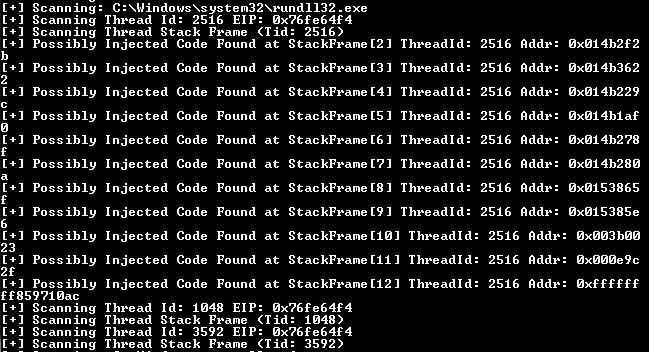 [+] Scanning: C:\Windows\system32\rundll32.exe
[+] Scanning Thread Id: 2516 EIP: 0x76fe64f4
[+] Scanning Thread Stack Frame (Tid: 2516)
[+] Possibly Injected Code Found at StackFrame[2] ThreadId: 2516 Addr: 0x014b2f2
b
[+] Possibly Injected Code Found at StackFrame[3] ThreadId: 2516 Addr: 0x014b362
2
[+] Possibly Injected Code Found at StackFrame[4] ThreadId: 2516 Addr: 0x014b229
c
[+] Possibly Injected Code Found at StackFrame[5] ThreadId: 2516 Addr: 0x014b1af
0
[+] Possibly Injected Code Found at StackFrame[6] ThreadId: 2516 Addr: 0x014b278
f
[+] Possibly Injected Code Found at StackFrame[7] ThreadId: 2516 Addr: 0x014b280
a
[+] Possibly Injected Code Found at StackFrame[8] ThreadId: 2516 Addr: 0x0153865
f
[+] Possibly Injected Code Found at StackFrame[9] ThreadId: 2516 Addr: 0x015385e
6
[+] Possibly Injected Code Found at StackFrame[10] ThreadId: 2516 Addr: 0x003b00
23
[+] Possibly Injected Code Found at StackFrame[11] ThreadId: 2516 Addr: 0x000e9c
2f
[+] Possibly Injected Code Found at StackFrame[12] ThreadId: 2516 Addr: 0xffffff
ff859710ac
[+] Scanning Thread Id: 1048 EIP: 0x76fe64f4
[+] Scanning Thread Stack Frame (Tid: 1048)
[+] Scanning Thread Id: 3592 EIP: 0x76fe64f4
[+] Scanning Thread Stack Frame (Tid: 3592)